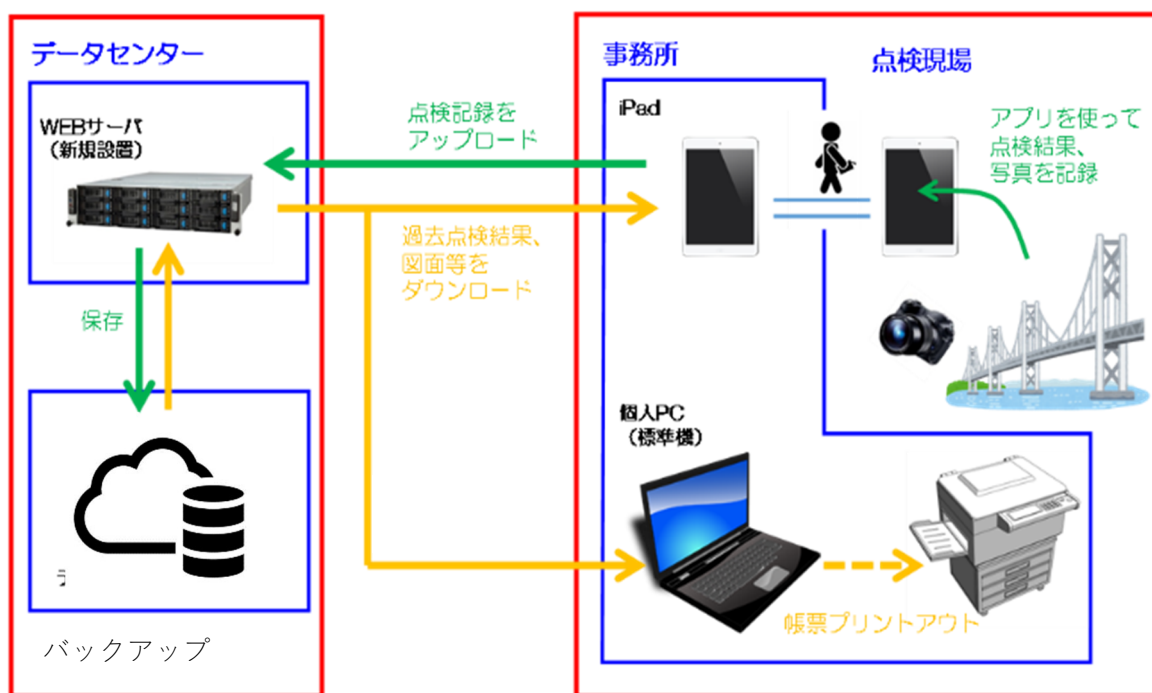 データセンター
WEBサーバ
（新規設置）
保存
バックアップ
点検記録を
アップロード
過去点検結果、
図面等を
ダウンロード
事務所
点検現場
iPad
アプリを使って
点検結果、
写真を記録
個人PC
（標準機）
帳票プリントアウト